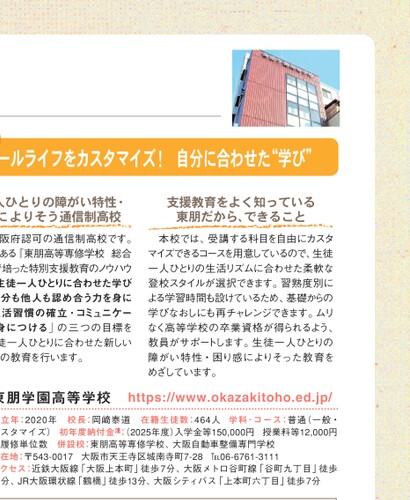 ールライフをカスタマイズ! 自分に合わせた“学び”
人ひとりの障がい特性・
によりそう通信制高校
阪府認可の通信制高校です。
ある『東朋高等専修学校 総合
で培った特別支援教育のノウハウ
生徒一人ひとりに合わせた学び
分も他人も認め合う力を身に
活習慣の確立・コミュニケー
身につける」の三つの目標を
徒一人ひとりに合わせた新しい
の教育を行います。
支援教育をよく知っている
東朋だから、できること
本校では、受講する科目を自由にカスタ
マイズできるコースを用意しているので、生徒
一人ひとりの生活リズムに合わせた柔軟な
登校スタイルが選択できます。習熟度別に
よる学習時間も設けているため、基礎からの
学びなおしにも再チャレンジできます。ムリ
なく高等学校の卒業資格が得られるよう、
教員がサポートします。生徒一人ひとりの
障がい特性・困り感によりそった教育を
めざしています。
東朋学園高等学校 https://www.okazakitoho.ed.jp/
立年:2020年 校長:岡﨑泰道 在籍生徒数:464人 学科・コース:普通(一般・
スタマイズ) 初年度納付金※:(2025年度)入学金等150,000円 授業料等12,000円
履修単位数 併設校:東朋高等専修学校、大阪自動車整備専門学校
在地:〒543-0017 大阪市天王寺区城南寺町7-28 ℡06-6761-3111
クセス:近鉄大阪線「大阪上本町」徒歩7分、大阪メトロ谷町線「谷町九丁目」徒歩
分、JR大阪環状線「鶴橋」徒歩13分、大阪シティバス「上本町六丁目」徒歩7分